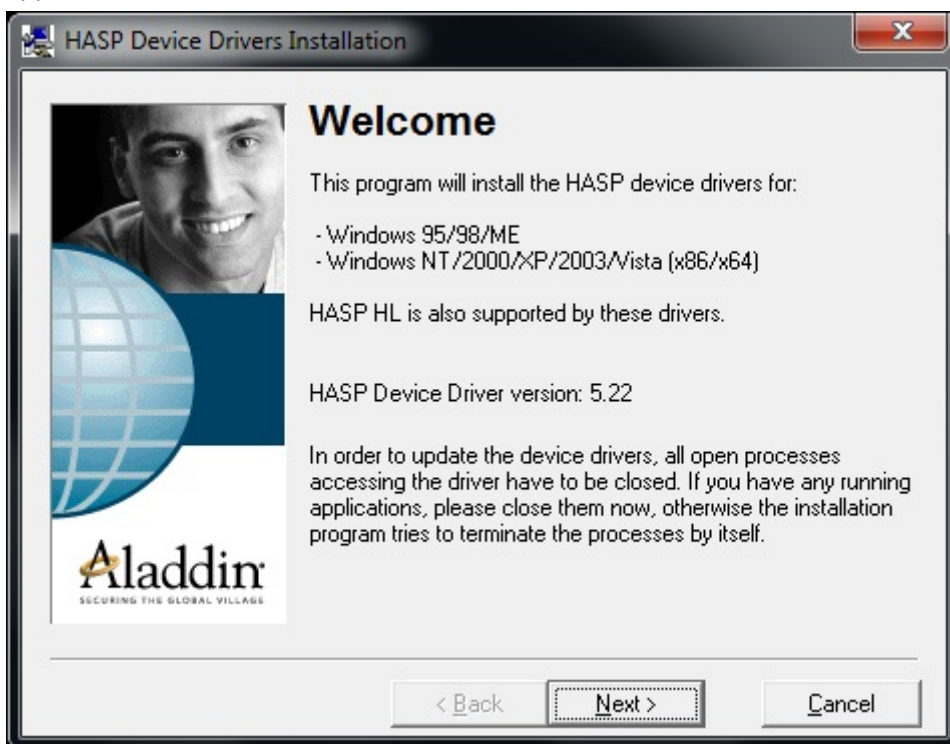 HASP Device Drivers Installation
Welcome
This program will install the HASP device drivers for:
- Windows 95/98/ME
- Windows NT/2000/XP/2003/Vista (x86/x64)
HASP HL is also supported by these drivers.
HASP Device Driver version: 5.22
In order to update the device drivers, all open processes
accessing the driver have to be closed. If you have any running
applications, please close them now, otherwise the installation
program tries to terminate the processes by itself.
Aladdin
SECURING THE GLOBAL VILLAGE
< Back
Next >
Cancel